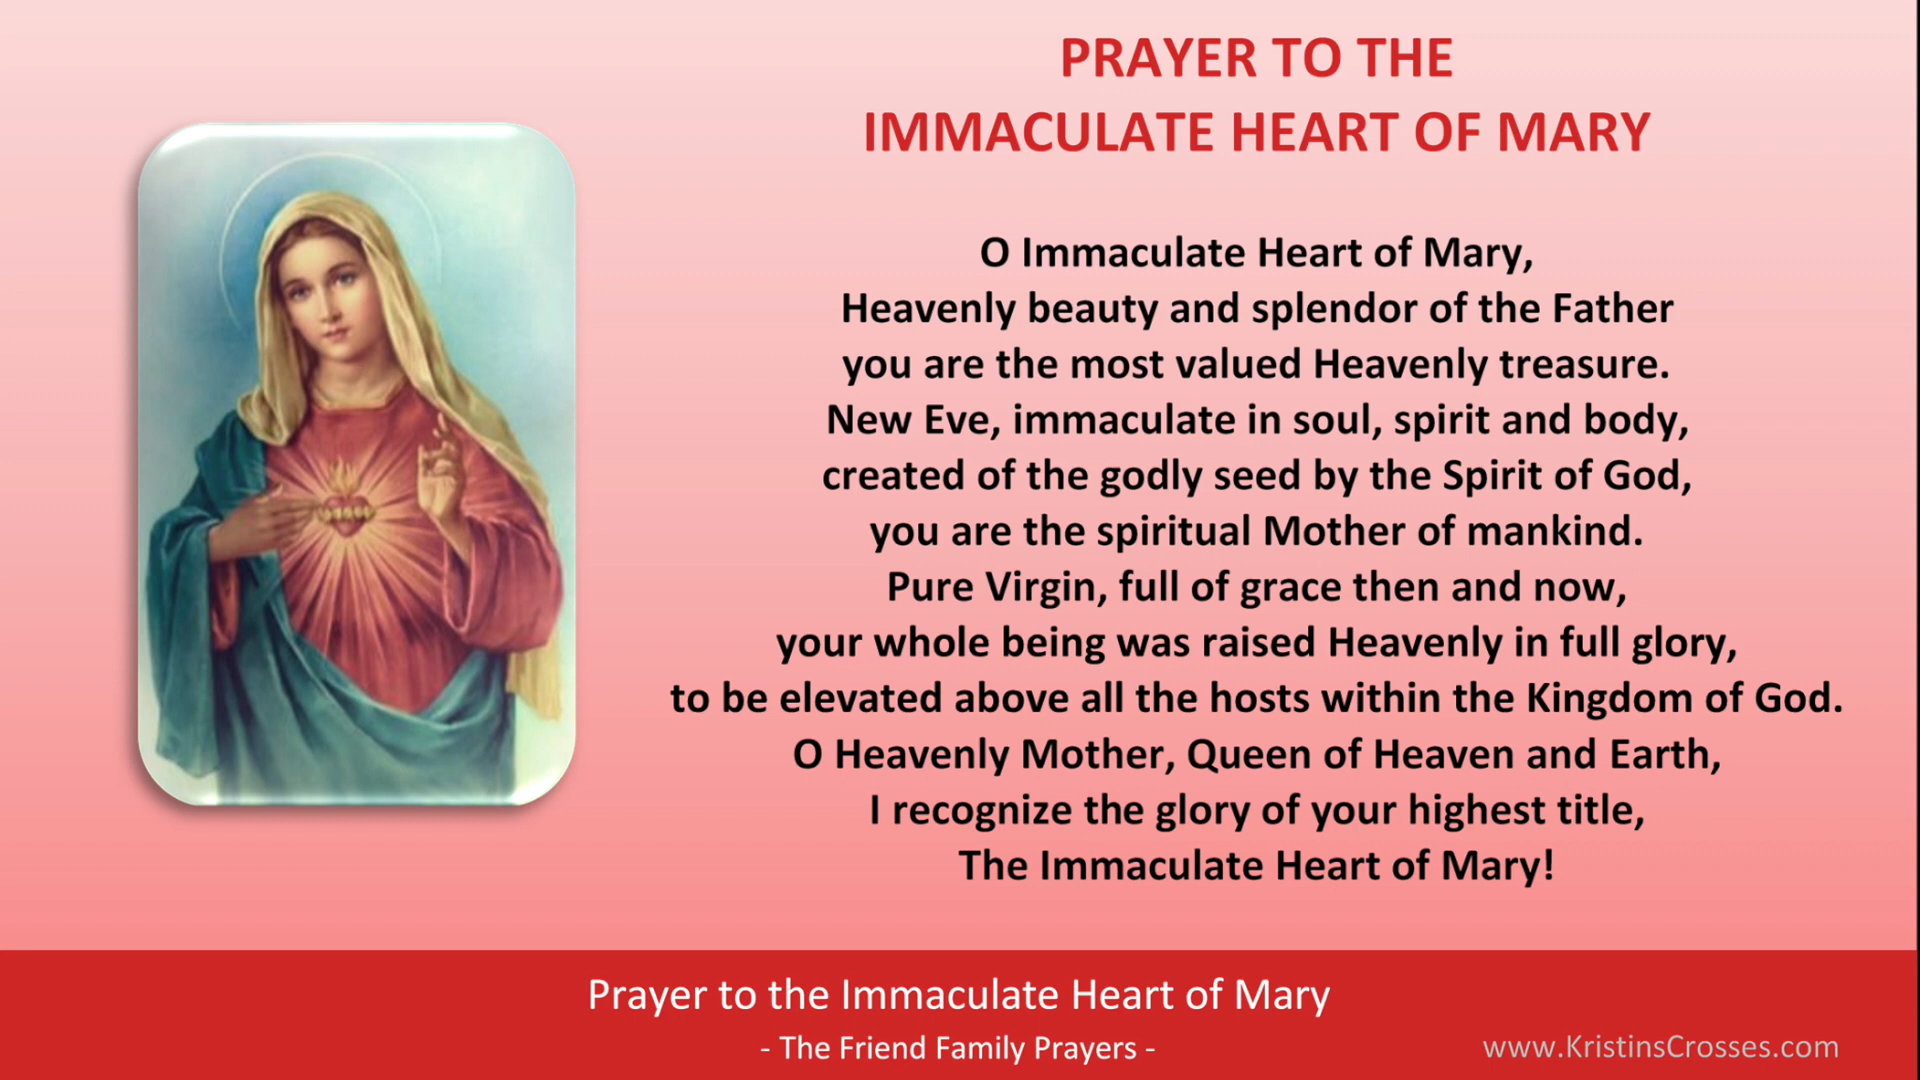 PRAYER TO THE
IMMACULATE HEART OF MARY
O Immaculate Heart of Mary,
Heavenly beauty and splendor of the Father
you are the most valued Heavenly treasure.
New Eve, immaculate in soul, spirit and body,
created of the godly seed by the Spirit of God,
you are the spiritual Mother of mankind.
Pure Virgin, full of grace then and now,
your whole being was raised Heavenly in full glory,
to be elevated above all the hosts within the Kingdom of God.
O Heavenly Mother, Queen of Heaven and Earth,
I recognize the glory of your highest title,
The Immaculate Heart of Mary!
Prayer to the Immaculate Heart of Mary
- The Friend Family Prayers -
www.KristinsCrosses.com